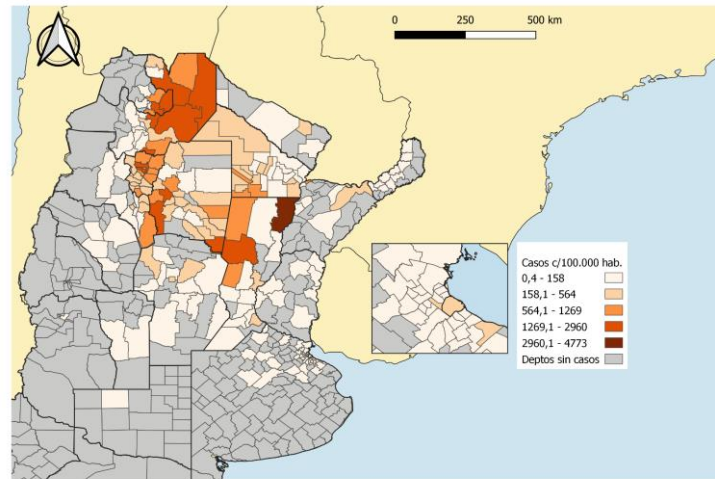 0 250 500 km
Casos c/100.000 hab.
0,4 - 158
158,1 - 564
564,1 - 1269
1269,1 - 2960
2960,1 - 4773
Deptos sin casos